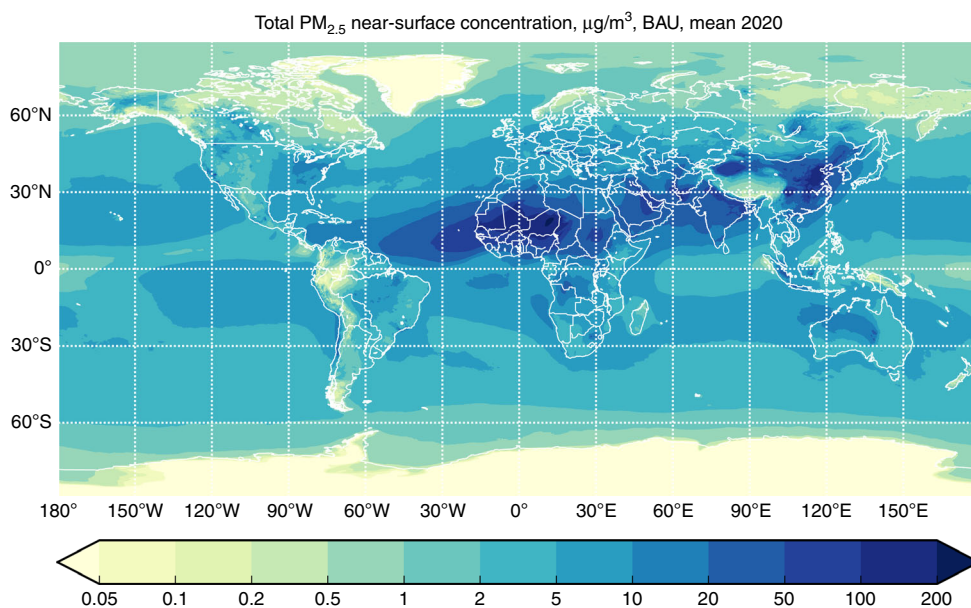 Total PM2.5 near-surface concentration, μg/m³, BAU, mean 2020
60°N
30°N
0°
30°S
60°S
180° 150°W 120°W 90°W 60°W 30°W 0° 30°E 60°E 90°E 120°E 150°E
0.05 0.1 0.2 0.5 1 2 5 10 20 50 100 200